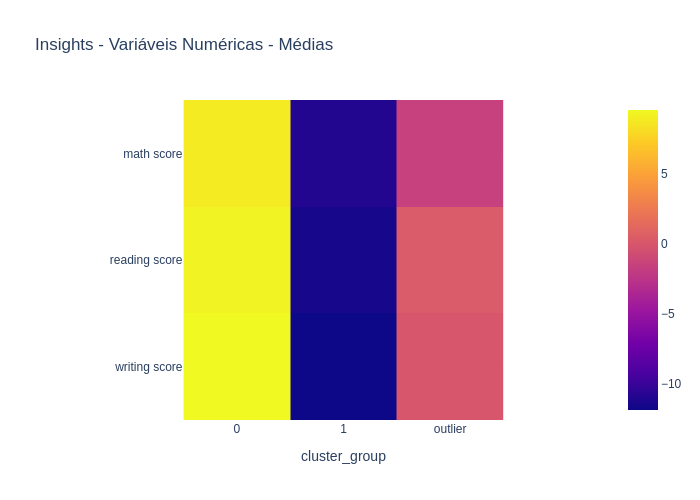 Insights - Variáveis Numéricas - Médias
math score
reading score
writing score
0
1
outlier
cluster_group
5
0
−5
−10